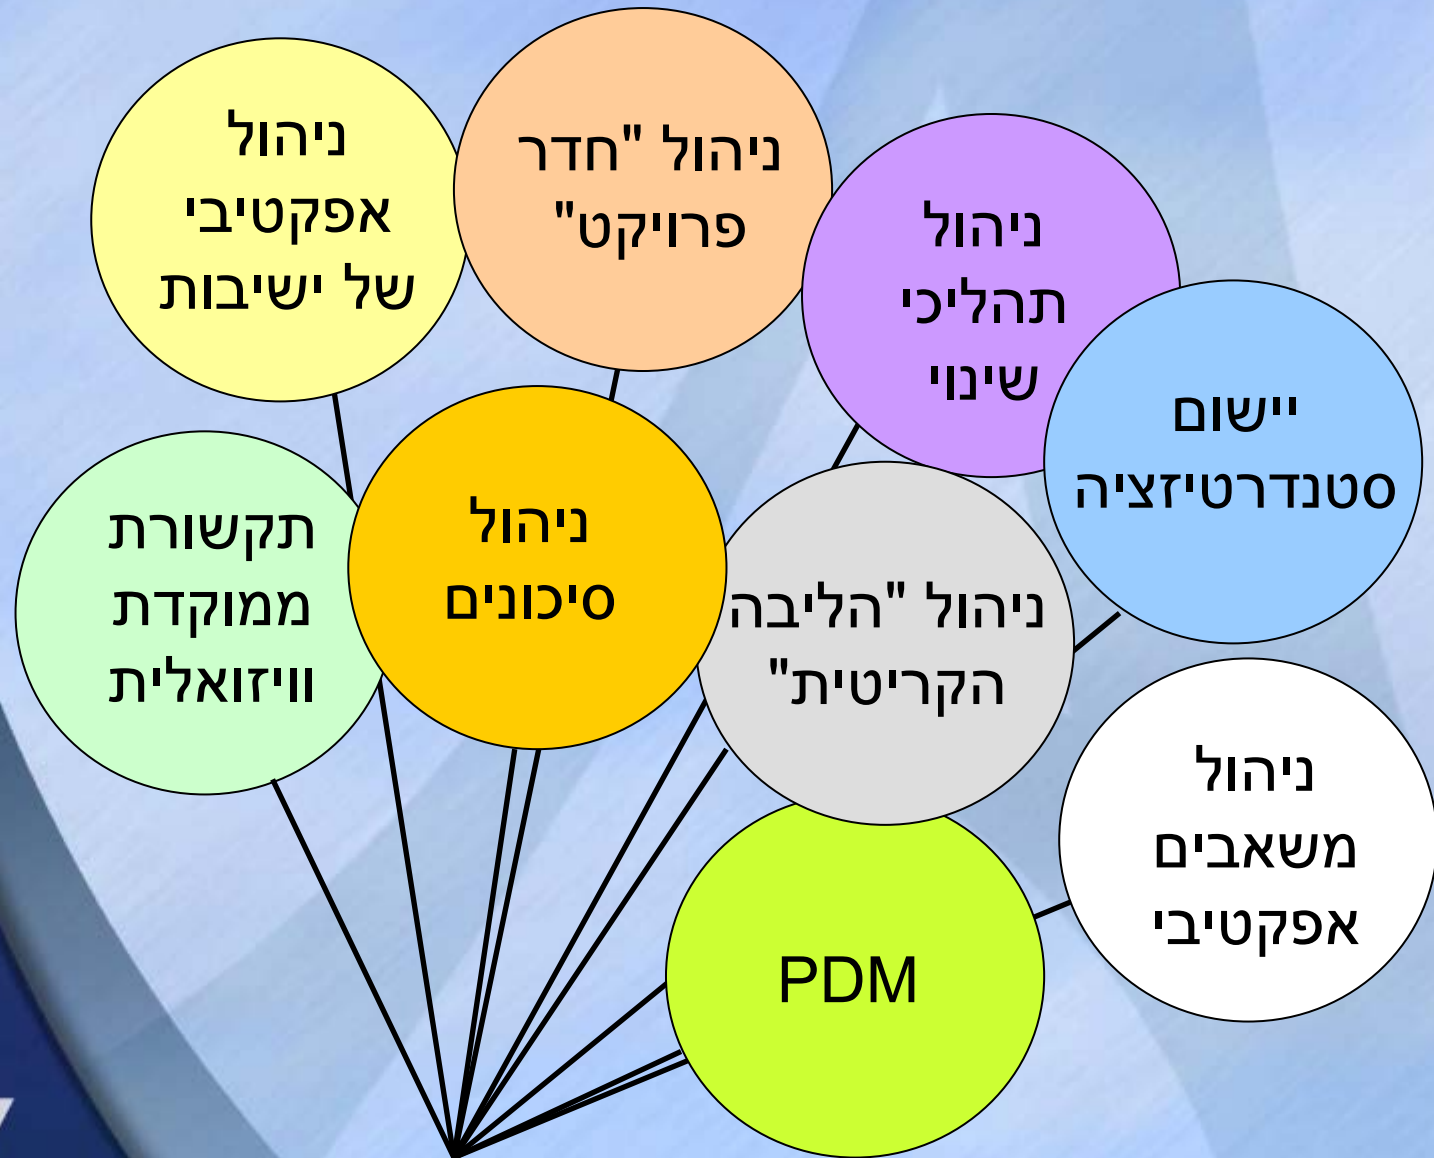 ניהול
אפקטיבי
של ישיבות
ניהול "חדר
פרויקט"
ניהול
תהליכי
שינוי
יישום
סטנדרטיזציה
תקשורת
ממוקדת
וויזואלית
ניהול
סיכונים
ניהול "הליבה
הקריטית"
ניהול
משאבים
אפקטיבי
PDM